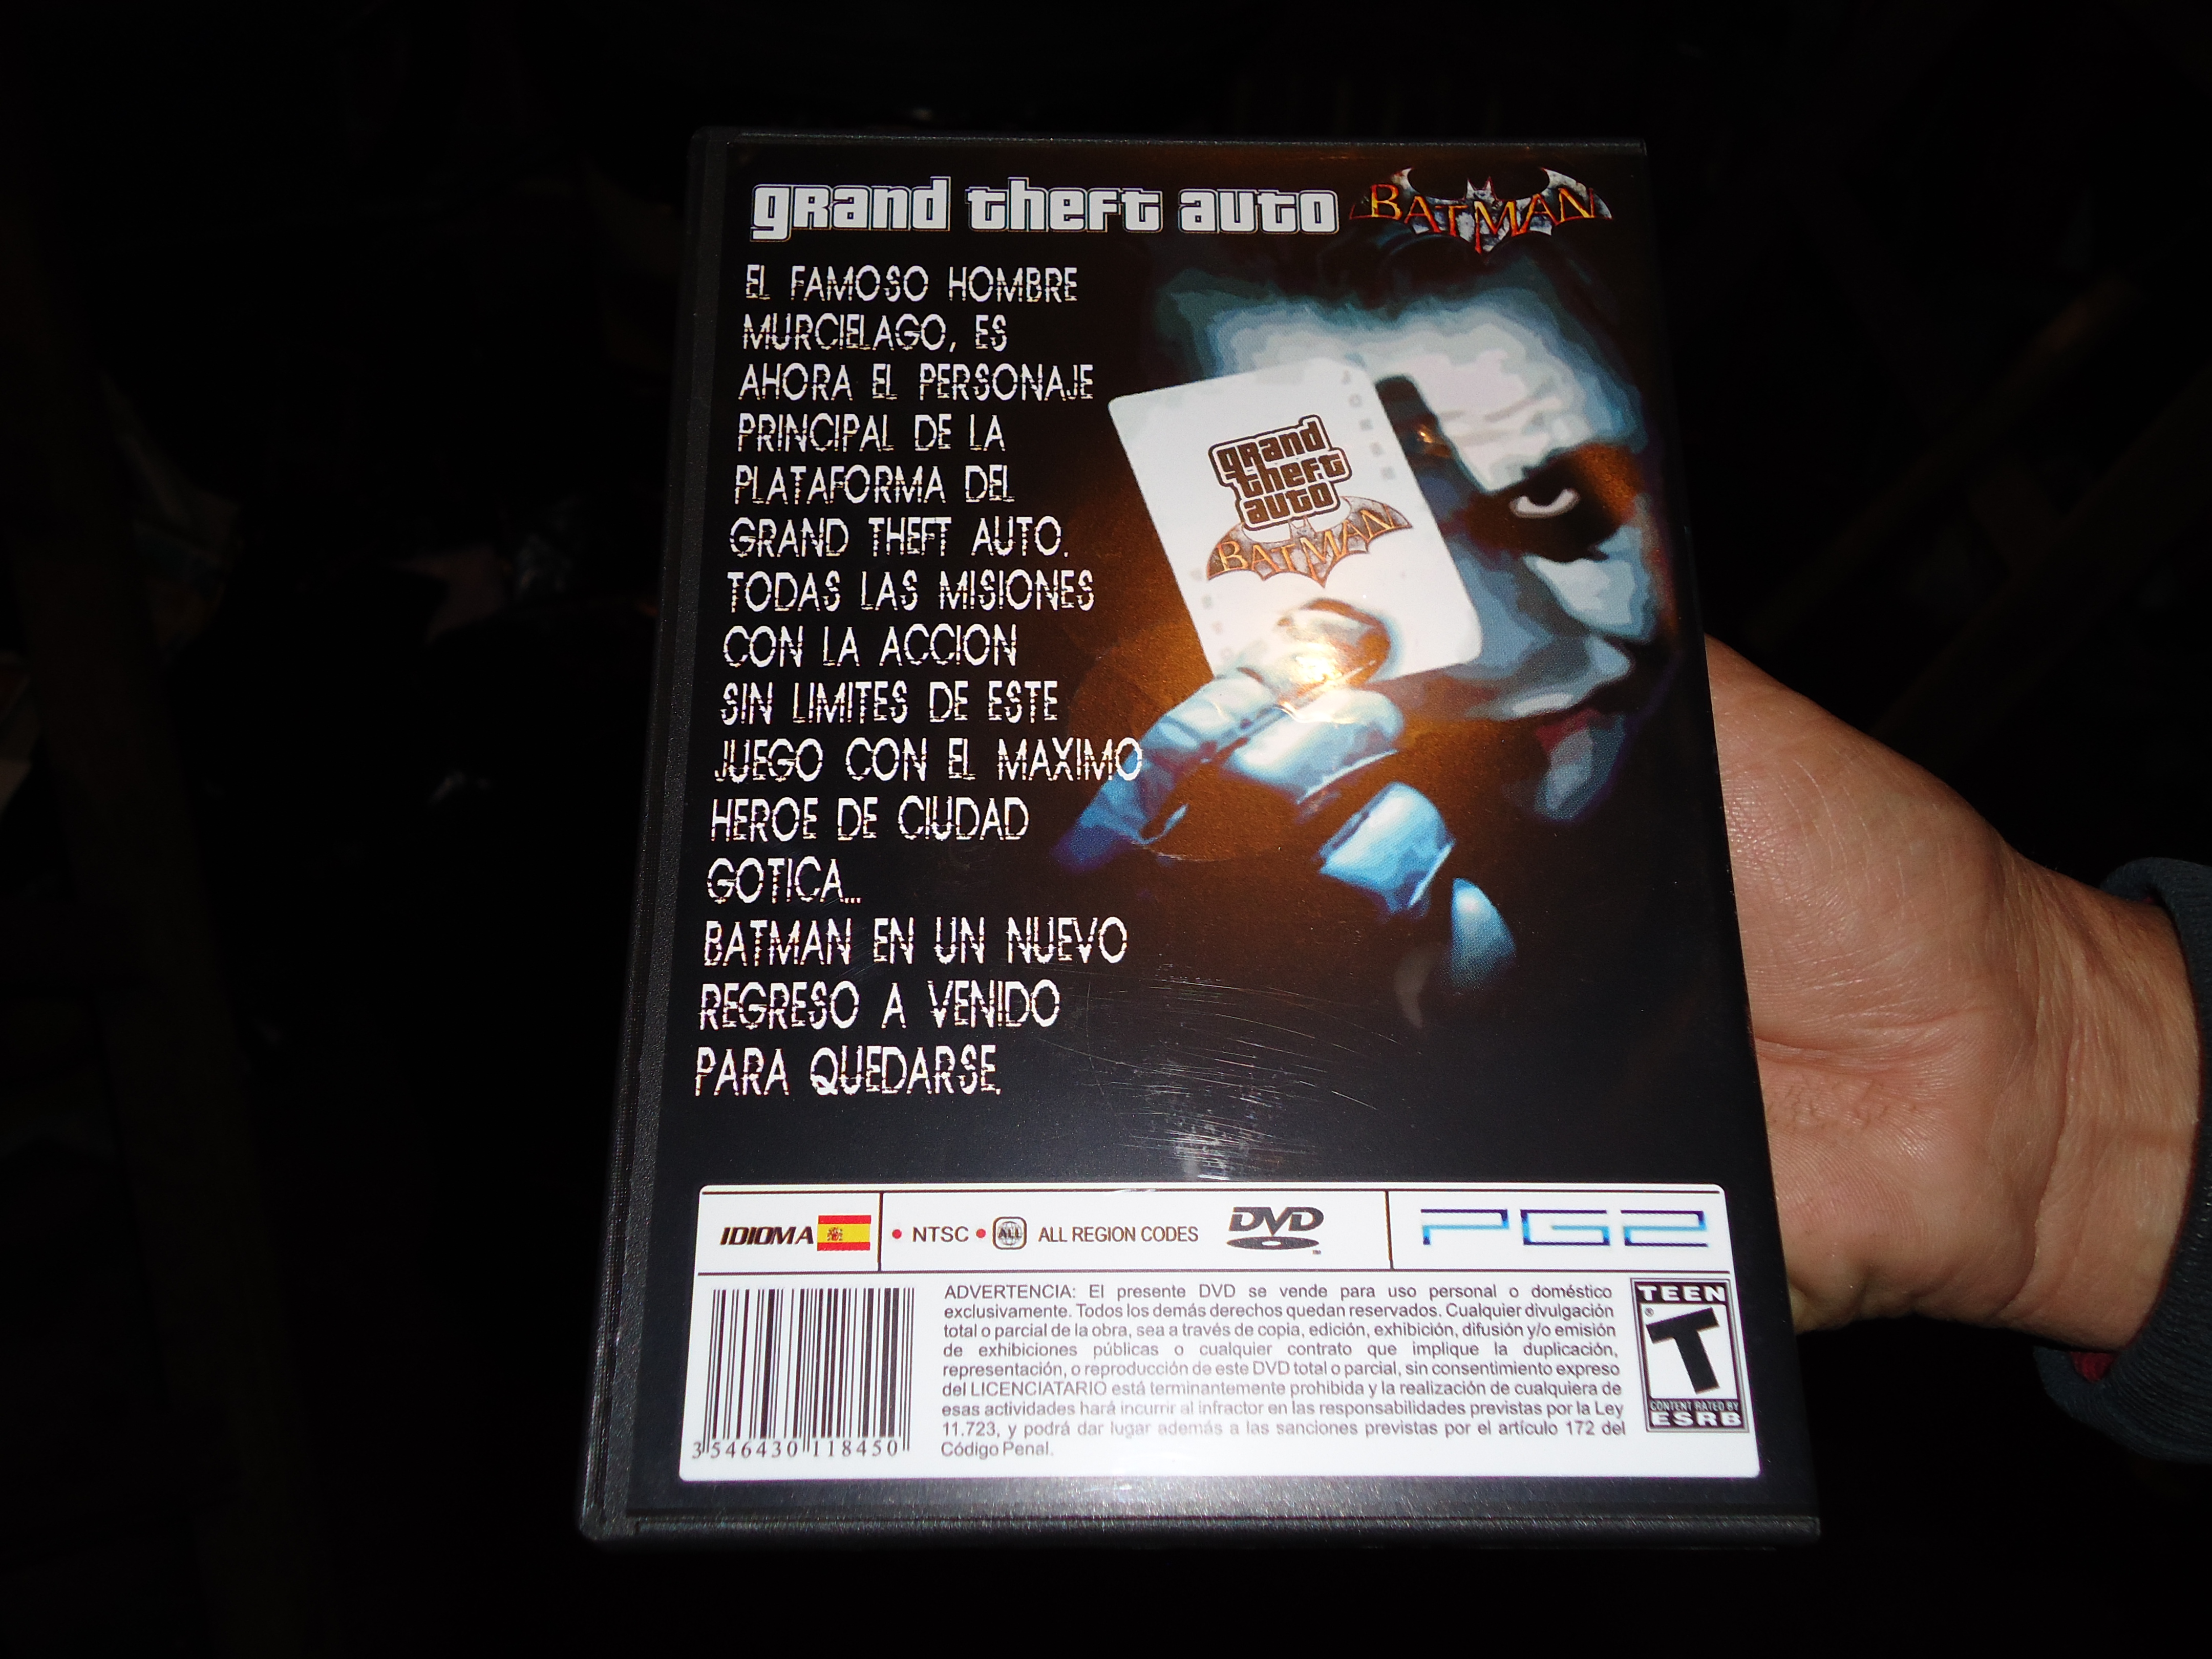 grand theft auto BATMAN
EL FAMOSO HOMBRE
MURCIELAGO, ES
AHORA EL PERSONAJE
PRINCIPAL DE LA
PLATAFORMA DEL
GRAND THEFT AUTO.
TODAS LAS MISIONES
CON LA ACCION
SIN LIMITES DE ESTE
JUEGO CON EL MAXIMO
HEROE DE CIUDAD
GOTICA...
BATMAN EN UN NUEVO
REGRESO A VENIDO
PARA QUEDARSE.
grand
theft
auto
BATMAN
IDIOMA • NTSC • ALL ALL REGION CODES DVD PG2
ADVERTENCIA: El presente DVD se vende para uso personal o doméstico
exclusivamente. Todos los demás derechos quedan reservados. Cualquier divulgación
total o parcial de la obra, sea a través de copia, edición, exhibición, difusión y/o emisión
de exhibiciones públicas o cualquier contrato que implique la duplicación,
representación, o reproducción de este DVD total o parcial, sin consentimiento expreso
del LICENCIATARIO está terminantemente prohibida y la realización de cualquiera de
esas actividades hará incurrir al infractor en las responsabilidades previstas por la Ley
11.723, y podrá dar lugar además a las sanciones previstas por el artículo 172 del
Código Penal.
3 546430 118450
TEEN
T
CONTENT RATED BY
ESRB